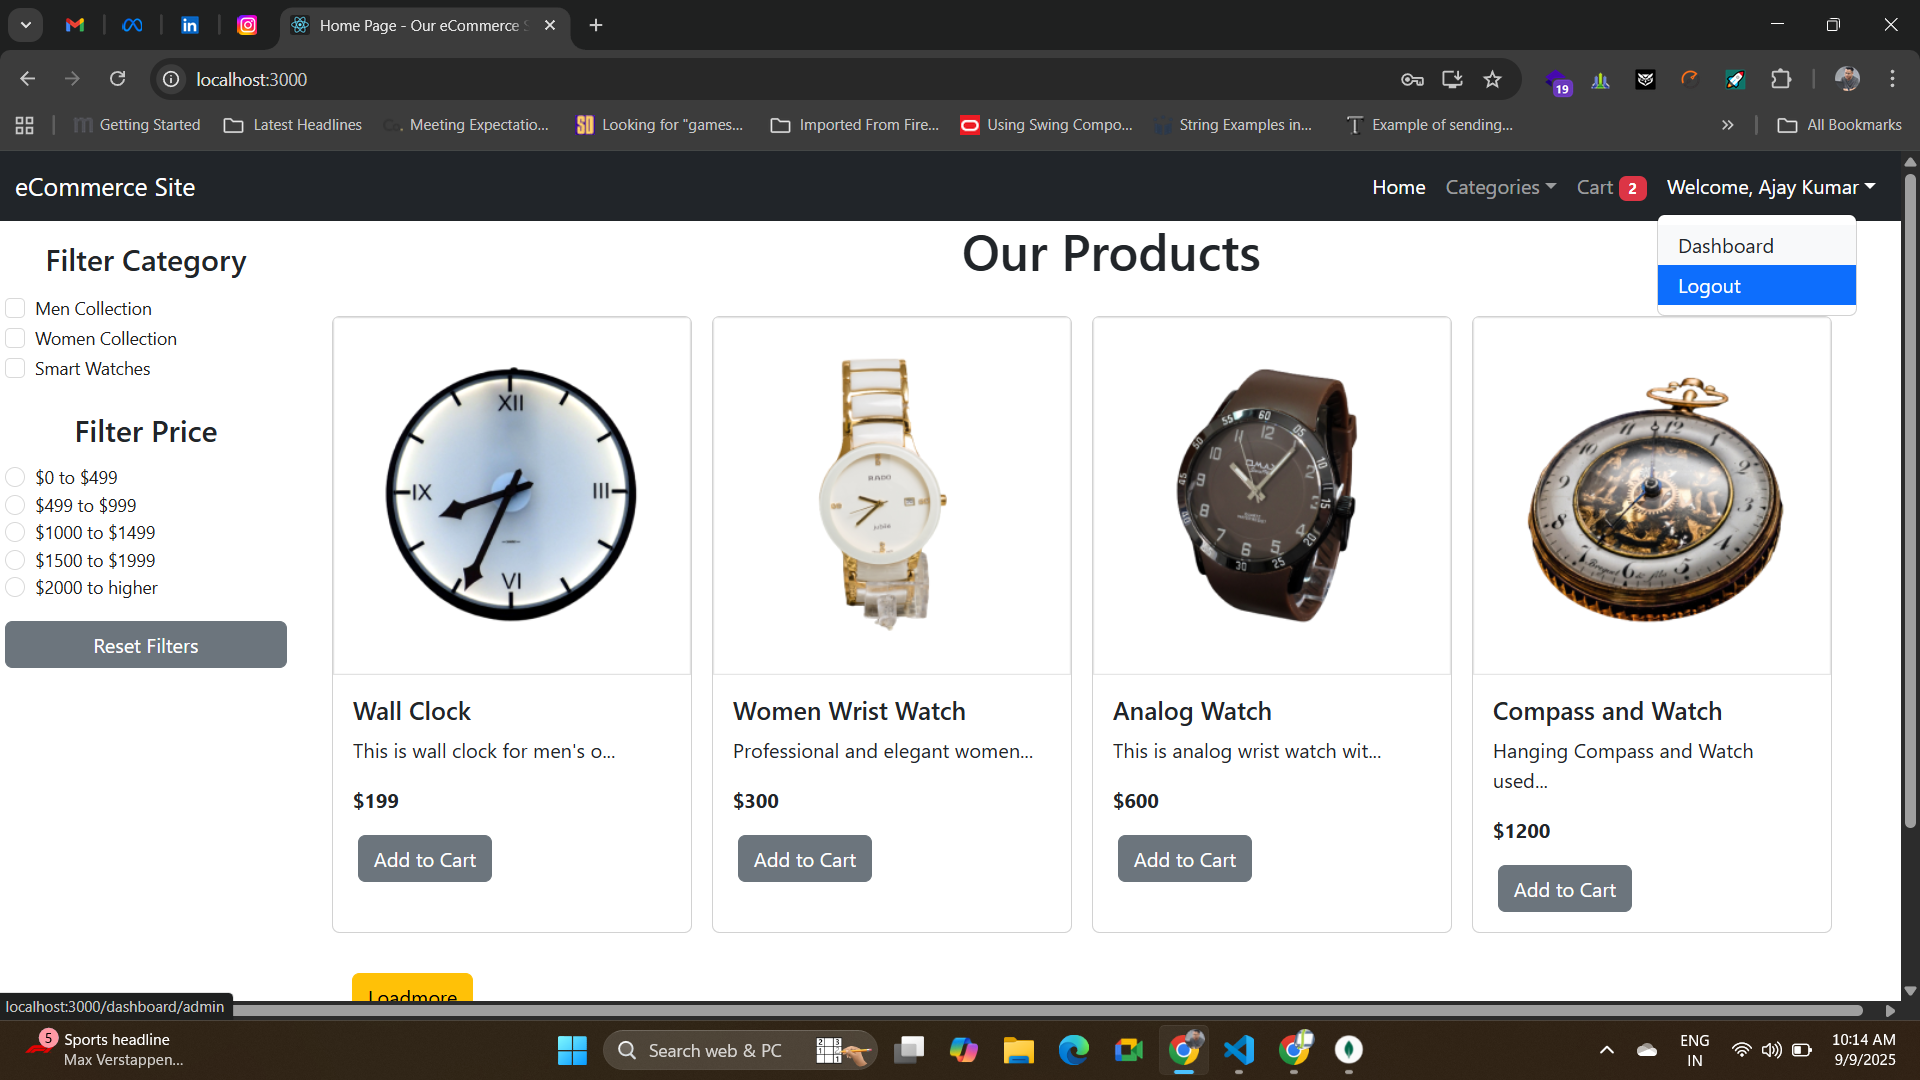 Home Page - Our eCommerce S
localhost:3000
19
Getting Started
Latest Headlines
Meeting Expectatio...
Looking for "games...
Imported From Fire...
Using Swing Compo...
String Examples in...
Example of sending...
All Bookmarks
eCommerce Site
Home
Categories
Cart 2
Welcome, Ajay Kumar
Dashboard
Logout
Filter Category
Men Collection
Women Collection
Smart Watches
Filter Price
$0 to $499
$499 to $999
$1000 to $1499
$1500 to $1999
$2000 to higher
Reset Filters
Our Products
Wall Clock
This is wall clock for men's o...
$199
Add to Cart
Women Wrist Watch
Professional and elegant women...
$300
Add to Cart
Analog Watch
This is analog wrist watch wit...
$600
Add to Cart
Compass and Watch
Hanging Compass and Watch
used...
$1200
Add to Cart
Loadmore
localhost:3000/dashboard/admin
5
Sports headline
Max Verstappen...
Search web & PC
ENG
IN
10:14 AM
9/9/2025